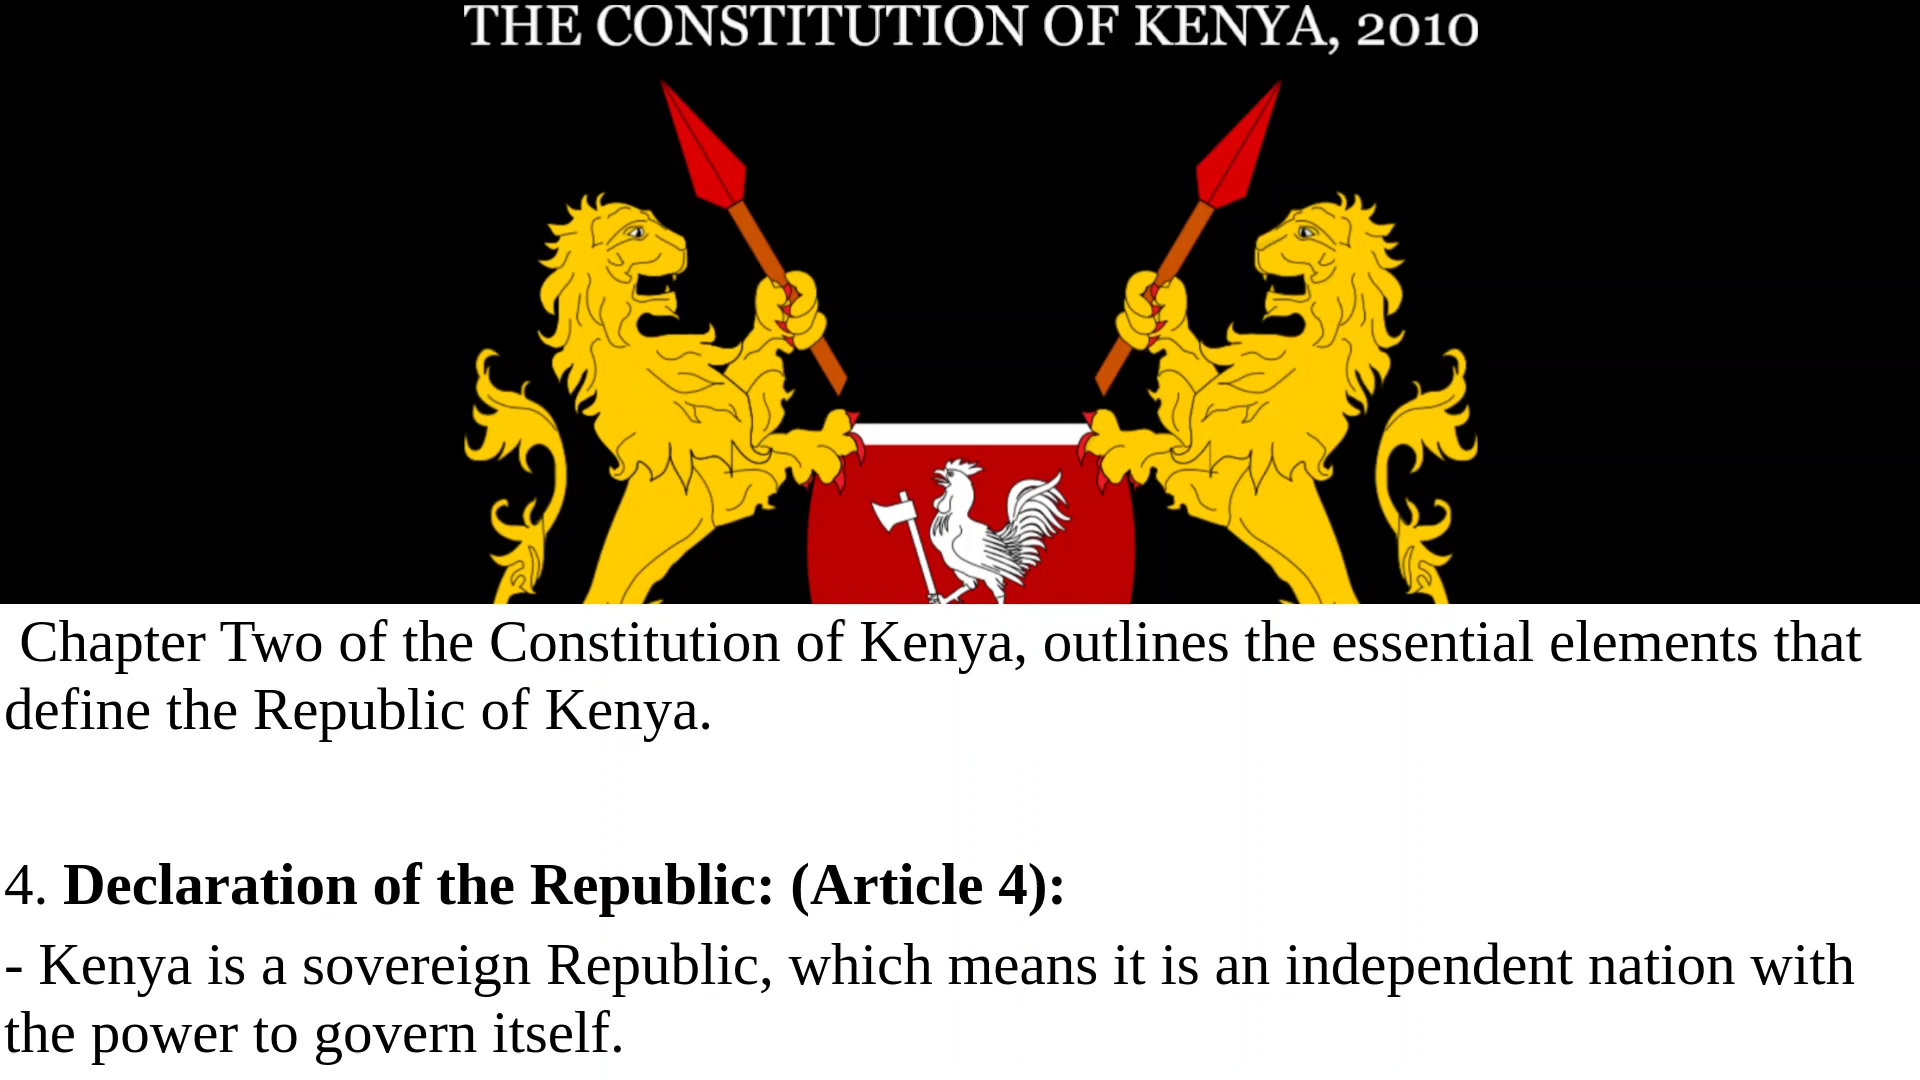 THE CONSTITUTION OF KENYA, 2010
Chapter Two of the Constitution of Kenya, outlines the essential elements that
define the Republic of Kenya.
4. Declaration of the Republic: (Article 4):
- Kenya is a sovereign Republic, which means it is an independent nation with
the power to govern itself.